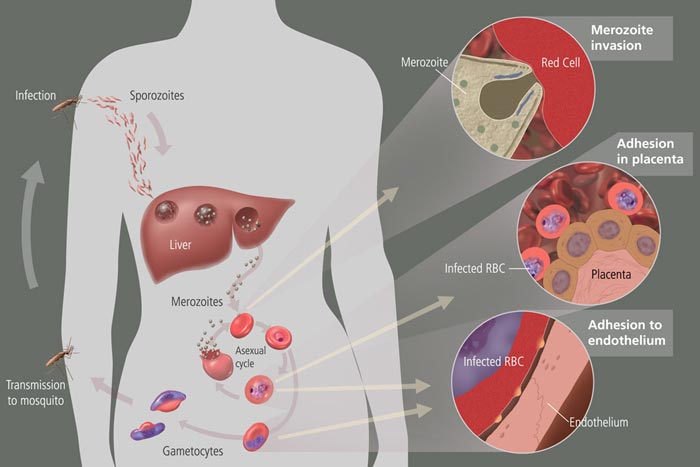 Merozoite
invasion
Merozoite
Red Cell
Infection
Sporozoites
Adhesion
in placenta
Liver
Infected RBC
Placenta
Merozoites
Adhesion to
endothelium
Asexual
cycle
Infected RBC
Transmission
to mosquito
Endothelium
Gametocytes